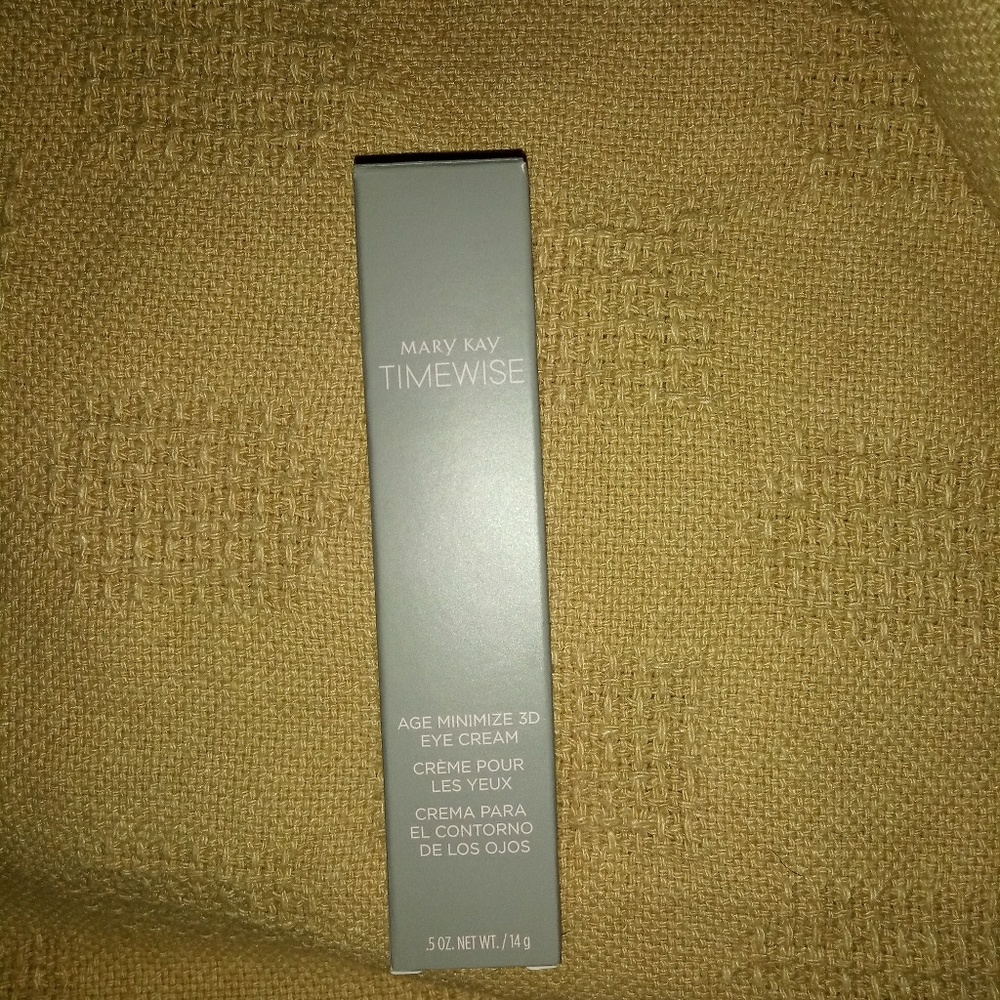 MARY KAY
TIMEWISE
AGE MINIMIZE 3D
EYE CREAM
CRÈME POUR
LES YEUX
CREMA PARA
EL CONTORNO
DE LOS OJOS
.5 OZ. NET WT. / 14 g